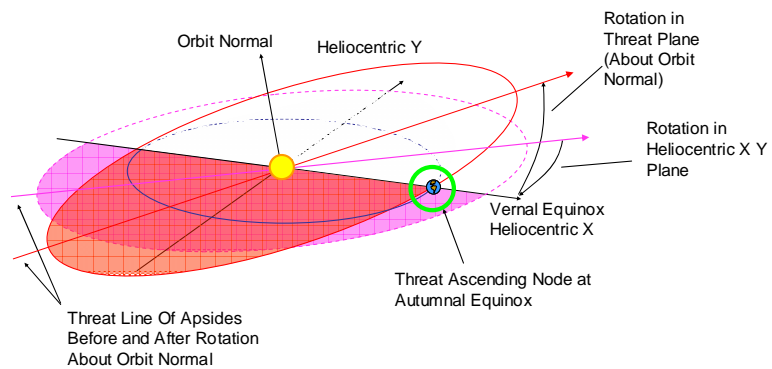 Orbit Normal
Heliocentric Y
Rotation in
Threat Plane
(About Orbit
Normal)
Rotation in
Heliocentric X Y
Plane
Vernal Equinox
Heliocentric X
Threat Ascending Node at
Autumnal Equinox
Threat Line Of Apsides
Before and After Rotation
About Orbit Normal